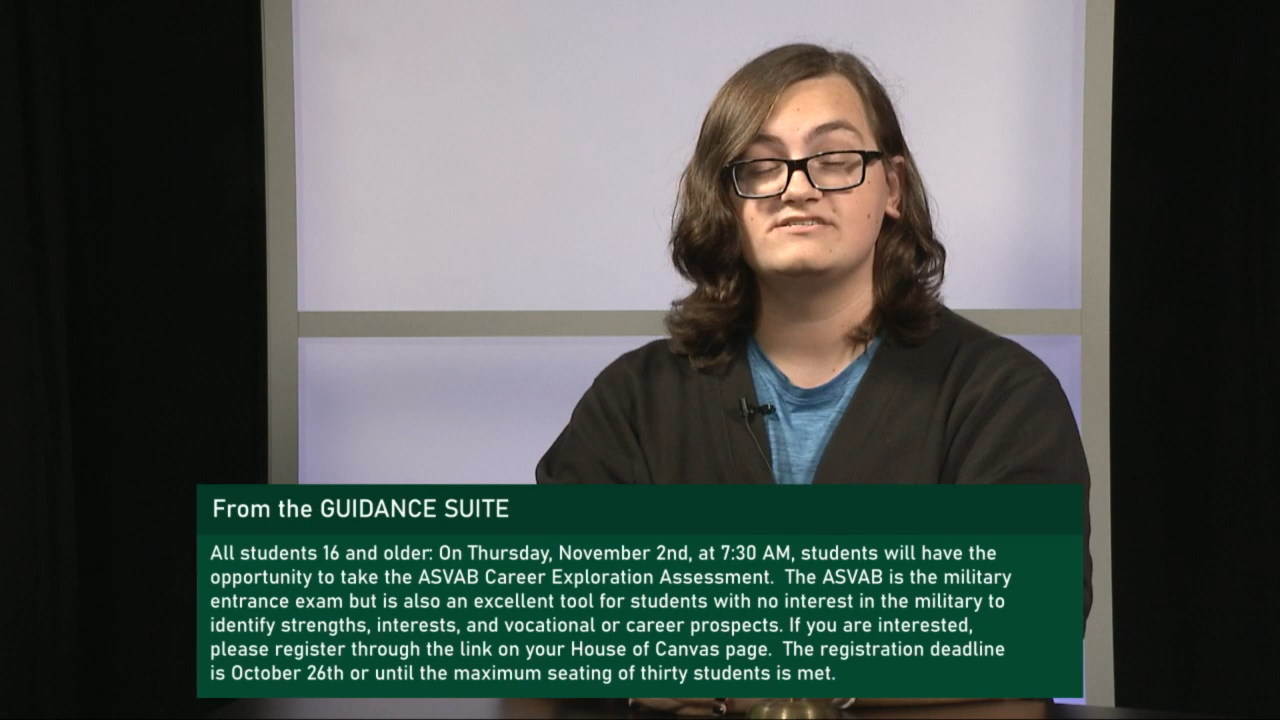 From the GUIDANCE SUITE
All students 16 and older: On Thursday, November 2nd, at 7:30 AM, students will have the
opportunity to take the ASVAB Career Exploration Assessment.  The ASVAB is the military
entrance exam but is also an excellent tool for students with no interest in the military to
identify strengths, interests, and vocational or career prospects. If you are interested,
please register through the link on your House of Canvas page.  The registration deadline
is October 26th or until the maximum seating of thirty students is met.